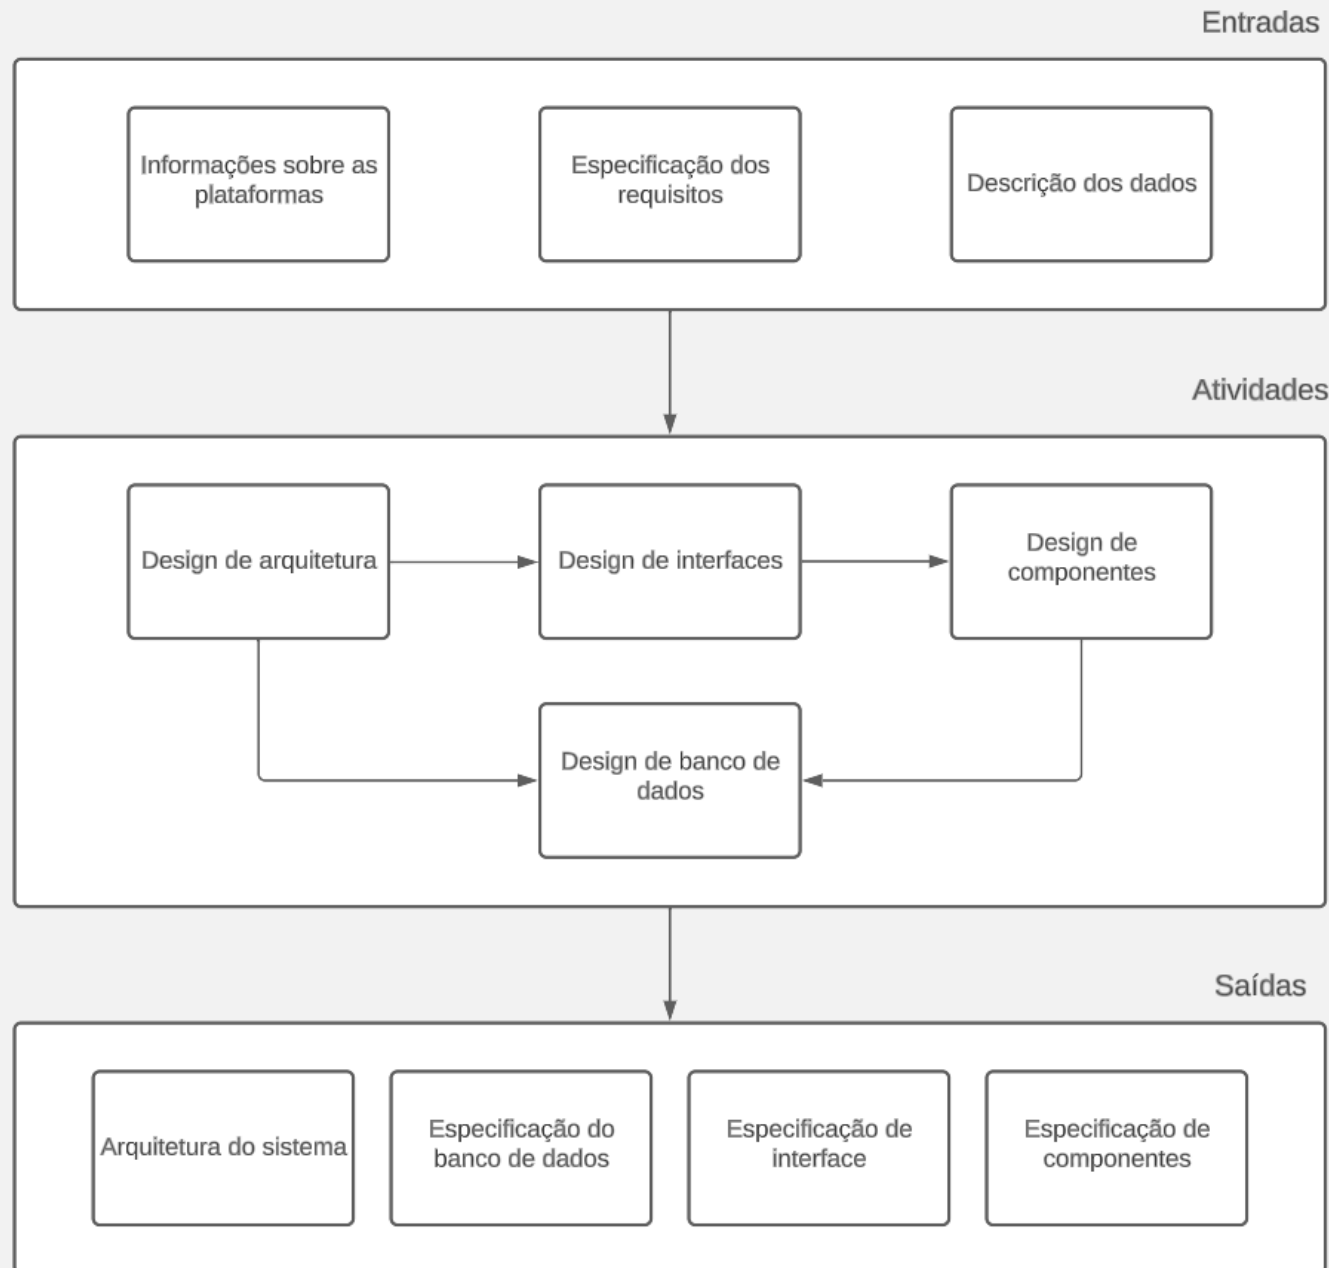 Entradas
Informações sobre as
plataformas
Especificação dos
requisitos
Descrição dos dados
Atividades
Design de arquitetura
Design de interfaces
Design de
componentes
Design de banco de
dados
Saídas
Arquitetura do sistema
Especificação do
banco de dados
Especificação de
interface
Especificação de
componentes